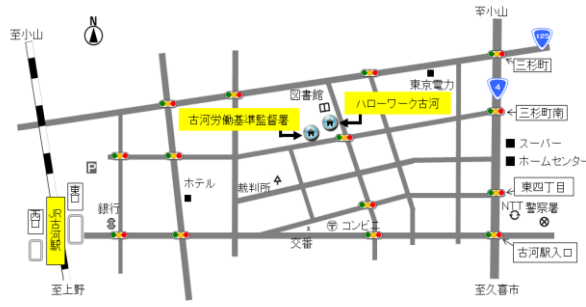 至小山
N
至小山
125
三杉町
東京電力
4
図書館
ハローワーク古河
古河労働基準監督署
三杉町南
P
スーパー
ホームセンター
裁判所
ホテル
東四丁目
東口
西口
JR古河駅
銀行
NTT
警察署
コンビニ
交番
古河駅入口
至上野
至久喜市